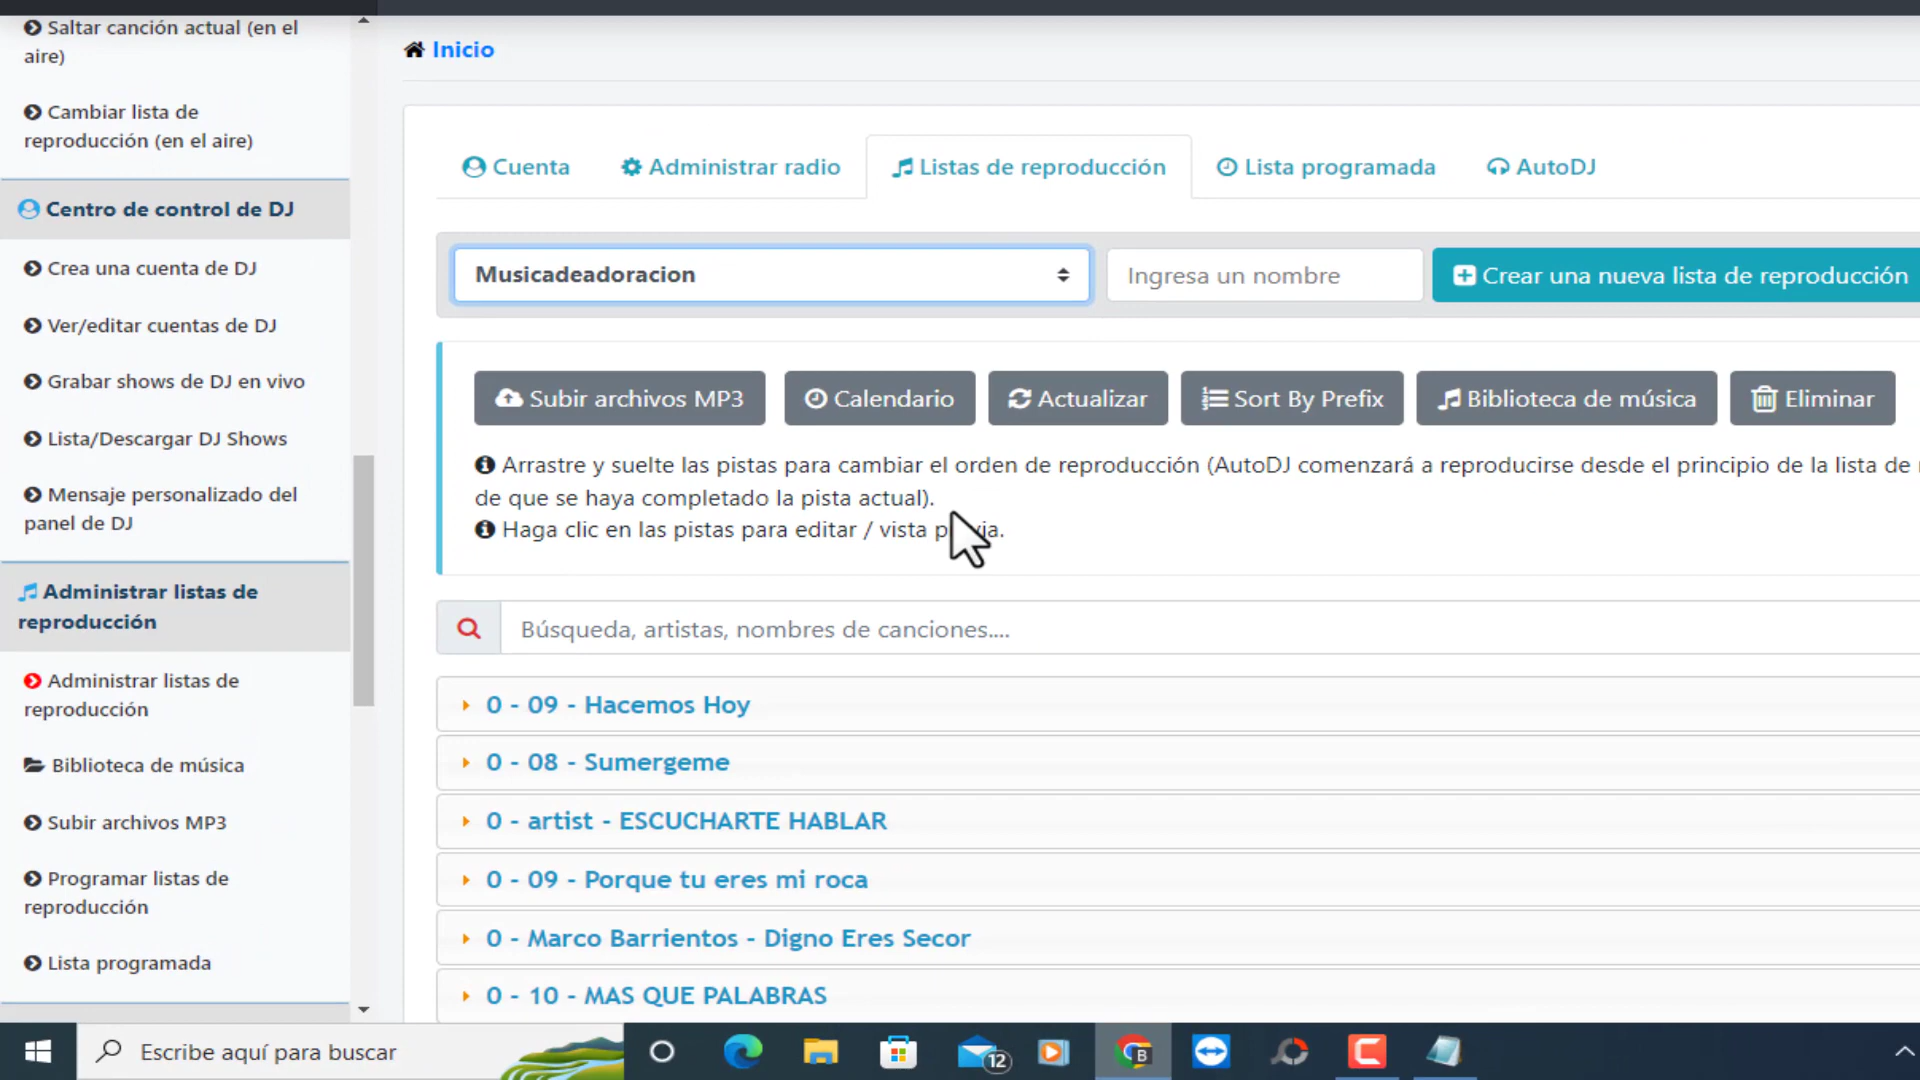 Saltar canción actual (en el
aire)
Cambiar lista de
reproducción (en el aire)
Centro de control de DJ
Crea una cuenta de DJ
Ver/editar cuentas de DJ
Grabar shows de DJ en vivo
Lista/Descargar DJ Shows
Mensaje personalizado del
panel de DJ
Administrar listas de
reproducción
Administrar listas de
reproducción
Biblioteca de música
Subir archivos MP3
Programar listas de
reproducción
Lista programada
Inicio
Cuenta Administrar radio Listas de reproducción Lista programada AutoDJ
Musicadeadoracion Ingresa un nombre Crear una nueva lista de reproducción
Subir archivos MP3 Calendario Actualizar Sort By Prefix Biblioteca de música Eliminar
Arrastre y suelte las pistas para cambiar el orden de reproducción (AutoDJ comenzará a reproducirse desde el principio de la lista de
de que se haya completado la pista actual).
Haga clic en las pistas para editar / vista
Búsqueda, artistas, nombres de canciones....
0 - 09 - Hacemos Hoy
0 - 08 - Sumergeme
0 - artist - ESCUCHARTE HABLAR
0 - 09 - Porque tu eres mi roca
0 - Marco Barrientos - Digno Eres Secor
0 - 10 - MAS QUE PALABRAS
Escribe aquí para buscar
12
B